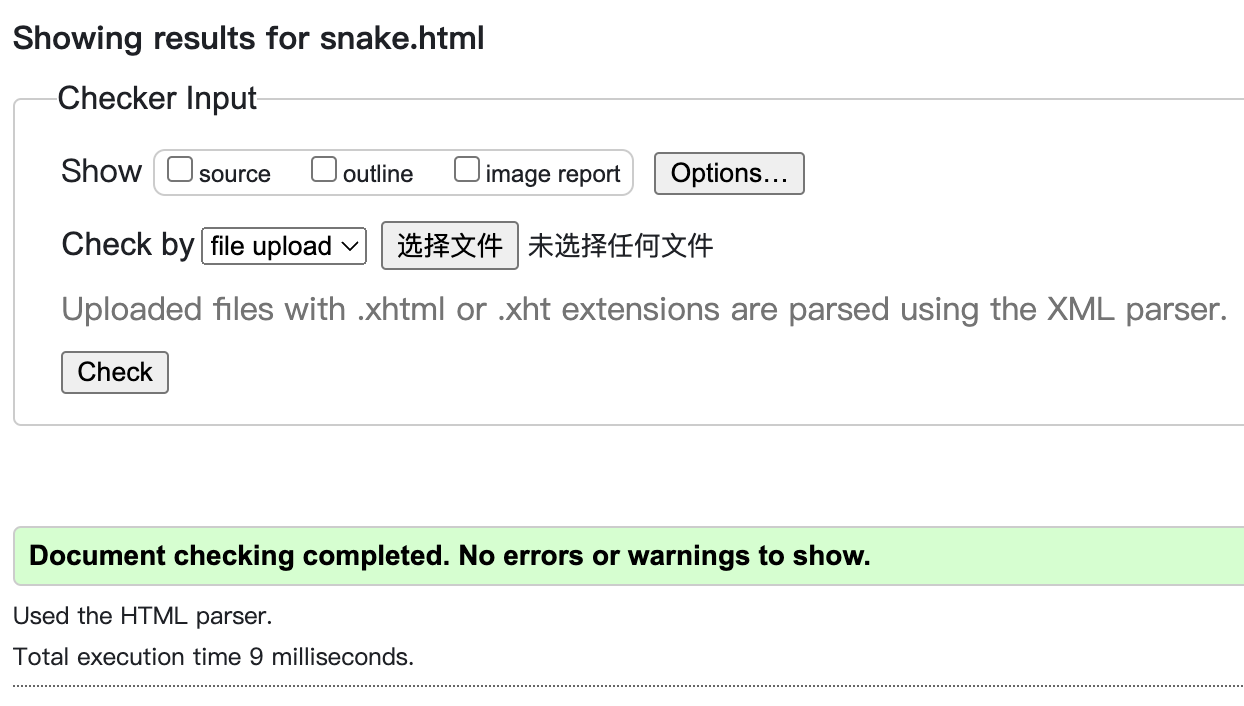 Showing results for snake.html
Checker Input
Show source outline image report Options...
Check by file upload 选择文件 未选择任何文件
Uploaded files with .xhtml or .xht extensions are parsed using the XML parser.
Check
Document checking completed. No errors or warnings to show.
Used the HTML parser.
Total execution time 9 milliseconds.